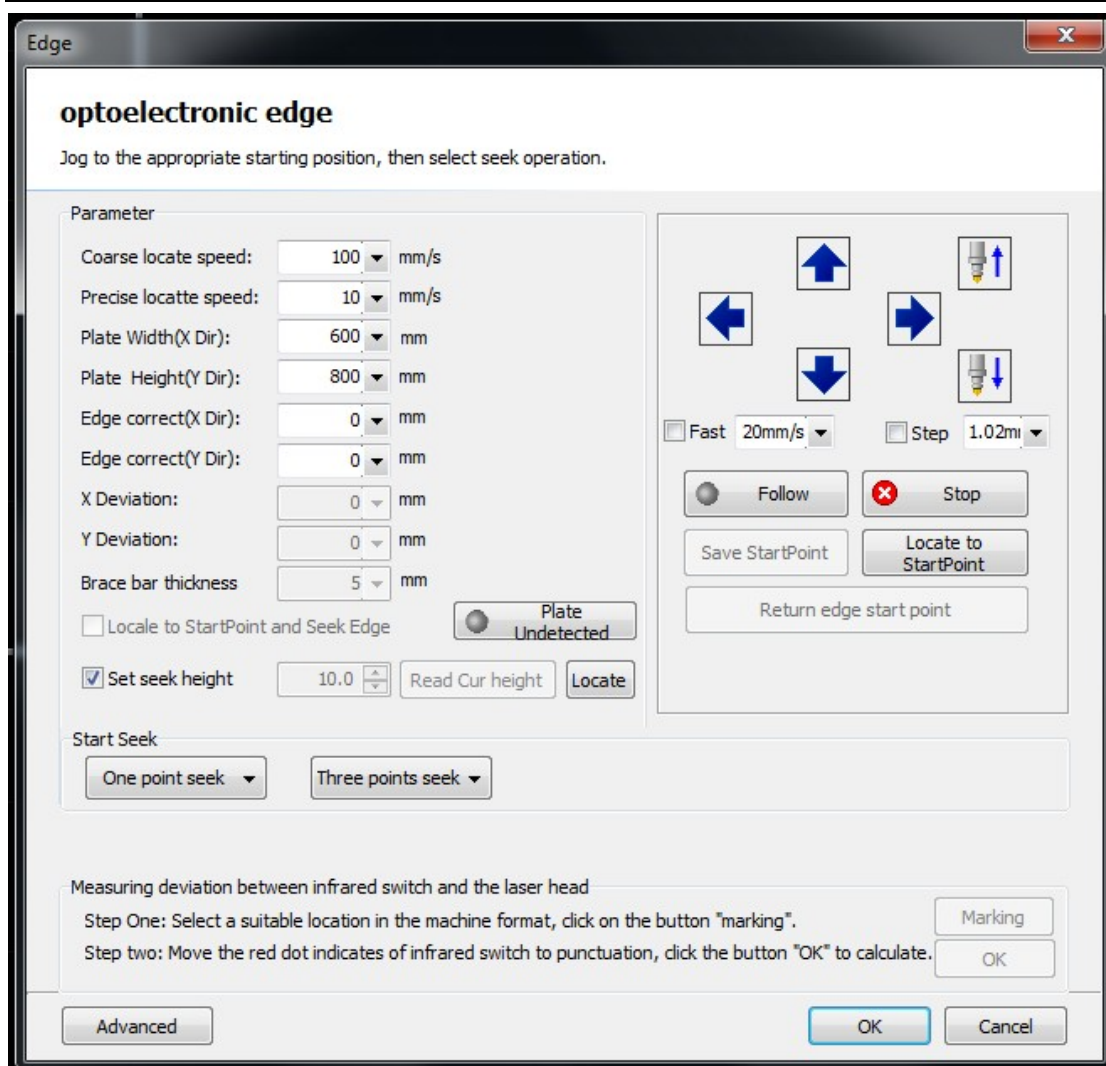 Edge
optoelectronic edge
Jog to the appropriate starting position, then select seek operation.
Parameter
Coarse locate speed: 100 mm/s
Precise locatte speed: 10 mm/s
Plate Width(X Dir): 600 mm
Plate Height(Y Dir): 800 mm
Edge correct(X Dir): 0 mm
Edge correct(Y Dir): 0 mm
X Deviation: 0 mm
Y Deviation: 0 mm
Brace bar thickness 5 mm
Locale to StartPoint and Seek Edge
Plate
Undetected
Set seek height 10.0 Read Cur height Locate
Fast 20mm/s Step 1.02m
Follow Stop
Save StartPoint
Locate to
StartPoint
Return edge start point
Start Seek
One point seek Three points seek
Measuring deviation between infrared switch and the laser head
Step One: Select a suitable location in the machine format, click on the button "marking". Marking
Step two: Move the red dot indicates of infrared switch to punctuation, click the button "OK" to calculate. OK
Advanced OK Cancel